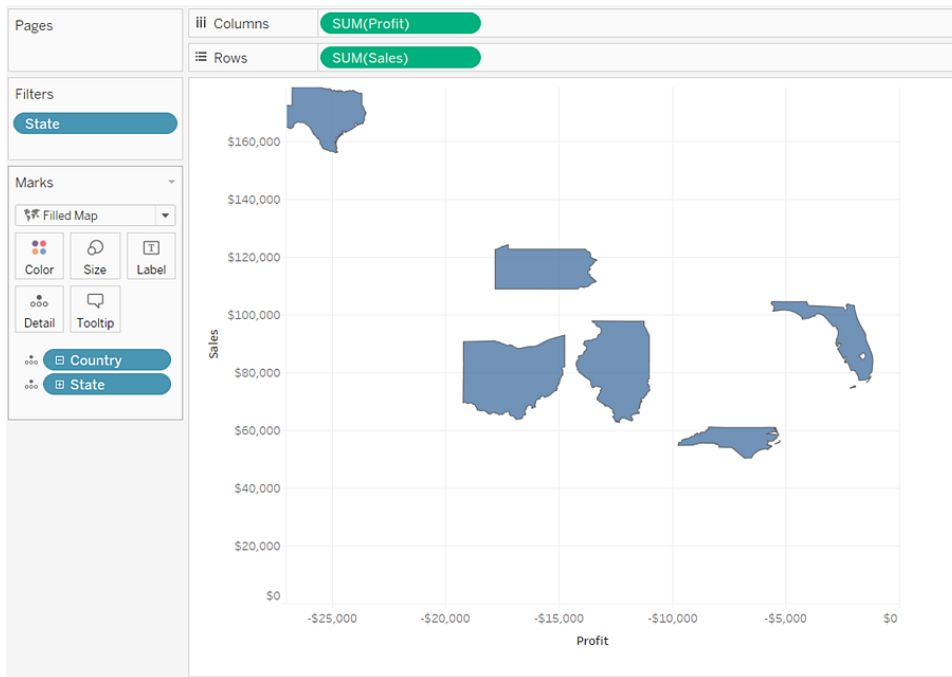 Pages
Columns
SUM(Profit)
Rows
SUM(Sales)
Filters
State
Marks
Filled Map
Color
Size
Label
Detail
Tooltip
Country
State
Sales
$160,000
$140,000
$120,000
$100,000
$80,000
$60,000
$40,000
$20,000
$0
-$25,000
-$20,000
-$15,000
-$10,000
-$5,000
$0
Profit